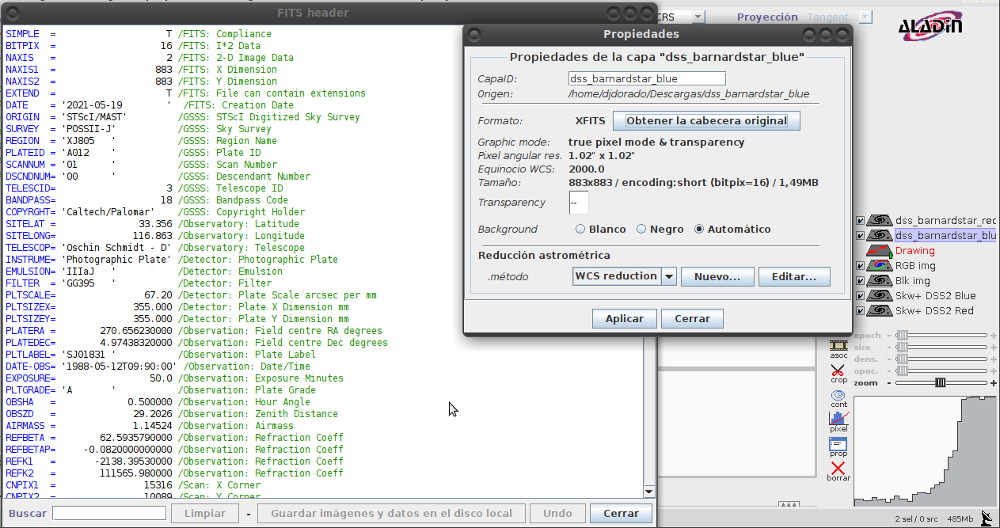 FITS header
SIMPLE = T /FITS: Compliance
BITPIX = 16 /FITS: I*2 Data
NAXIS = 2 /FITS: 2-D Image Data
NAXIS1 = 883 /FITS: X Dimension
NAXIS2 = 883 /FITS: Y Dimension
EXTEND = T /FITS: File can contain extensions
DATE = '2021-05-19 ' /FITS: Creation Date
ORIGIN = 'STScI/MAST' /GSSS: STScI Digitized Sky Survey
SURVEY = 'POSSII-J' /GSSS: Sky Survey
REGION = 'XJ805 ' /GSSS: Region Name
PLATEID = 'A012 ' /GSSS: Plate ID
SCANNUM = '01 ' /GSSS: Scan Number
DSCNDNUM= '00 ' /GSSS: Descendant Number
TELESCID= 3 /GSSS: Telescope ID
BANDPASS= 18 /GSSS: Bandpass Code
COPYRGHT= 'Caltech/Palomar' /GSSS: Copyright Holder
SITELAT = 33.356 /Observatory: Latitude
SITELONG= 116.863 /Observatory: Longitude
TELESCOP= 'Oschin Schmidt - D' /Observatory: Telescope
INSTRUME= 'Photographic Plate' /Detector: Photographic Plate
EMULSION= 'IIIaJ ' /Detector: Emulsion
FILTER = 'GG395 ' /Detector: Filter
PLTSCALE= 67.20 /Detector: Plate Scale arcsec per mm
PLTSIZEX= 355.000 /Detector: Plate X Dimension mm
PLTSIZEY= 355.000 /Detector: Plate Y Dimension mm
PLATERA = 270.656230000 /Observation: Field centre RA degrees
PLATEDEC= 4.97438320000 /Observation: Field centre Dec degrees
PLTLABEL= 'SJ01831 ' /Observation: Plate Label
DATE-OBS= '1988-05-12T09:90:00' /Observation: Date/Time
EXPOSURE= 50.0 /Observation: Exposure Minutes
PLTGRADE= 'A ' /Observation: Plate Grade
OBSHA = 0.500000 /Observation: Hour Angle
OBSZD = 29.2026 /Observation: Zenith Distance
AIRMASS = 1.14524 /Observation: Airmass
REFBETA = 62.5935790000 /Observation: Refraction Coeff
REFBETAP= -0.0820000000000 /Observation: Refraction Coeff
REFK1 = -2138.39530000 /Observation: Refraction Coeff
REFK2 = 111565.980000 /Observation: Refraction Coeff
CNPIX1 = 15316 /Scan: X Corner
CNPIX2 = 10089 /Scan: Y Corner
Buscar
Limpiar
-
Guardar imágenes y datos en el disco local
Undo
Cerrar
CRS
Proyección
Tangent...
ALADIN
Propiedades
Propiedades de la capa "dss_barnardstar_blue"
CapaID: dss_barnardstar_blue
Origen: /home/djdorado/Descargas/dss_barnardstar_blue
Formato: XFITS Obtener la cabecera original
Graphic mode: true pixel mode & transparency
Pixel angular res. 1.02" x 1.02"
Equinocio WCS: 2000.0
Tamaño: 883x883 / encoding:short (bitpix=16) / 1,49MB
Transparency --
Background Blanco Negro Automático
Reducción astrométrica
.método WCS reduction Nuevo... Editar...
Aplicar Cerrar
dss_barnardstar_red
dss_barnardstar_blu
Drawing
RGB img
Blk img
Skw+ DSS2 Blue
Skw+ DSS2 Red
epoch - +
size - +
dens. - +
opac. - +
zoom - +
asoc
crop
cont
pixel
prop
borrar
2 sel / 0 src 485Mb